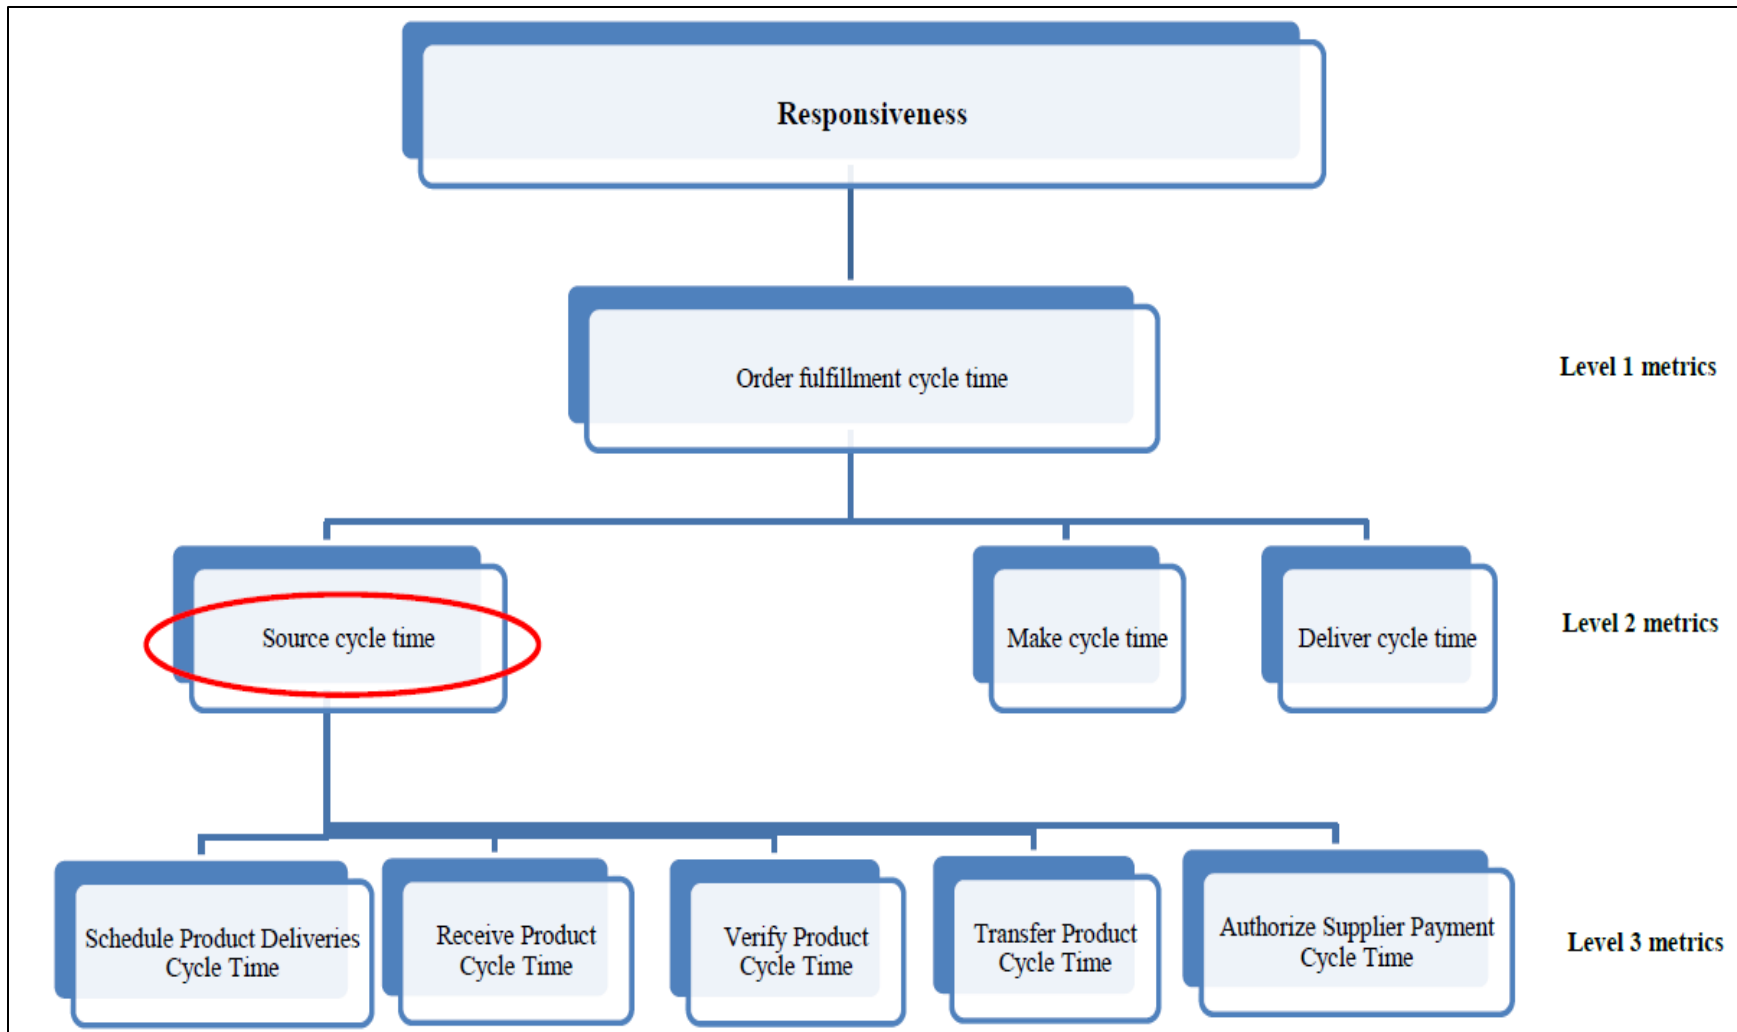 Responsiveness
Order fulfillment cycle time
Level 1 metrics
Source cycle time
Make cycle time
Deliver cycle time
Level 2 metrics
Schedule Product Deliveries
Cycle Time
Receive Product
Cycle Time
Verify Product
Cycle Time
Transfer Product
Cycle Time
Authorize Supplier Payment
Cycle Time
Level 3 metrics